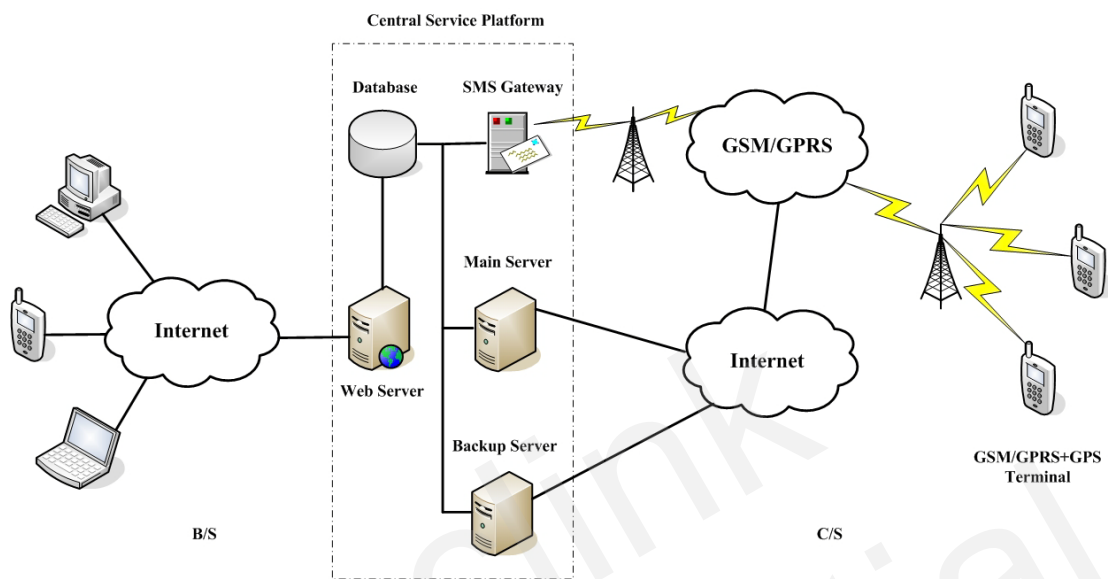 Central Service Platform
Database
SMS Gateway
GSM/GPRS
Main Server
Internet
Web Server
Internet
Backup Server
GSM/GPRS+GPS
Terminal
B/S
C/S